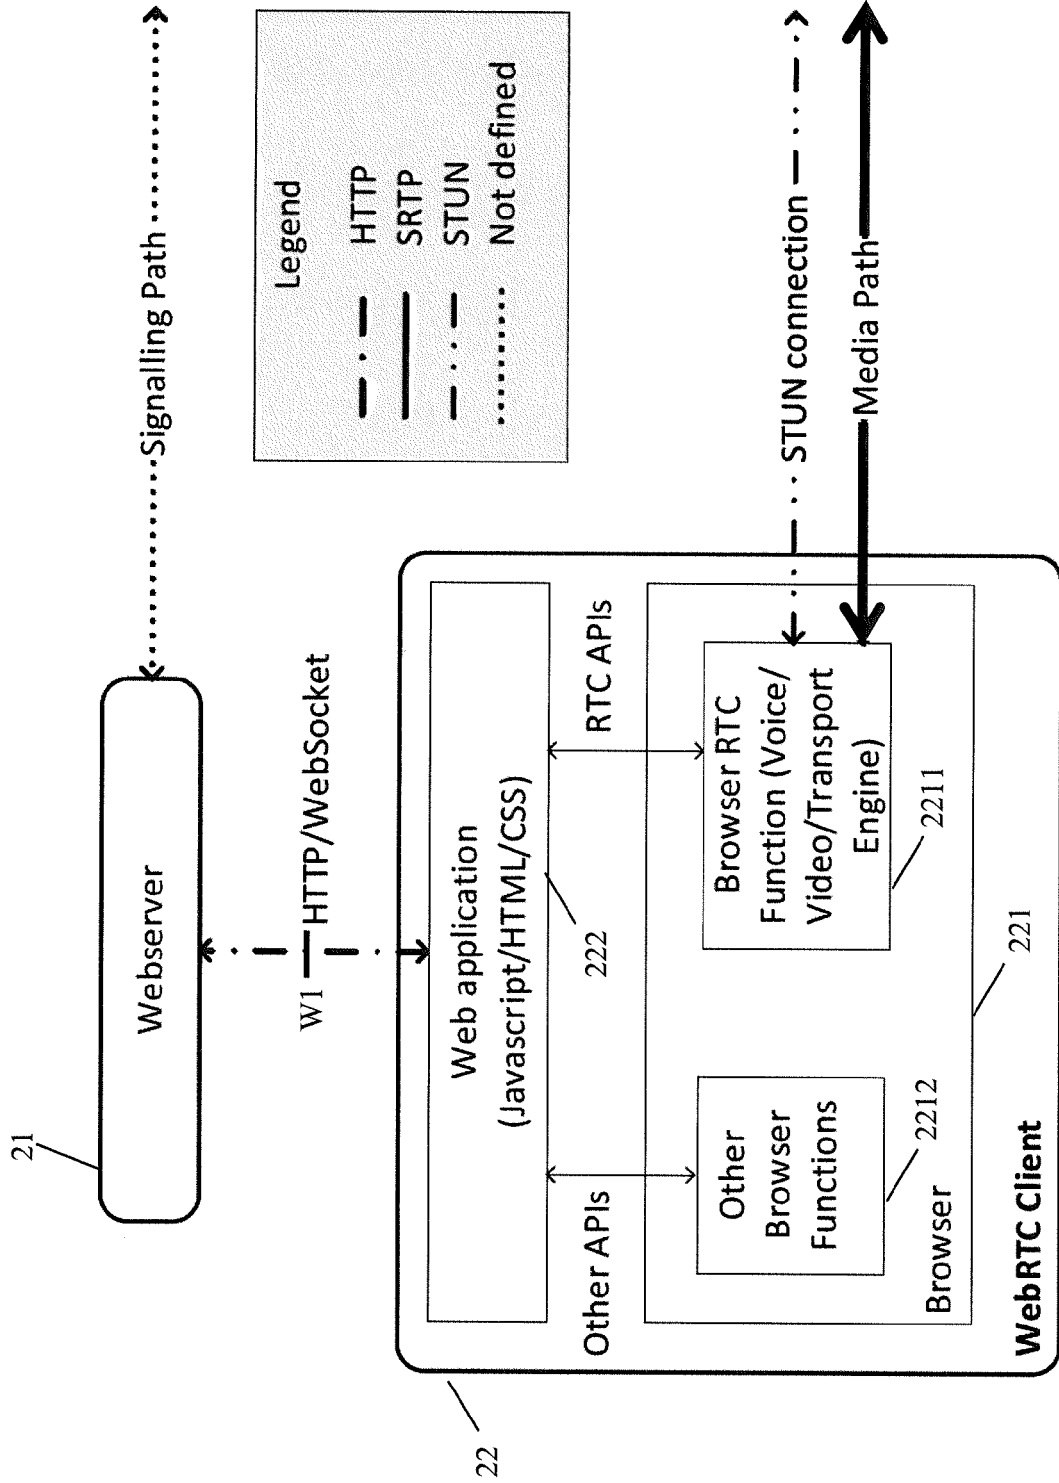 21
Webserver
Signalling Path
W1
HTTP/WebSocket
Legend
HTTP
SRTP
STUN
Not defined
22
Web application
(Javascript/HTML/CSS)
222
Other APIs
RTC APIs
Other
Browser
Functions
2212
Browser RTC
Function (Voice/
Video/Transport
Engine)
2211
STUN connection
Media Path
Browser
221
WebRTC Client